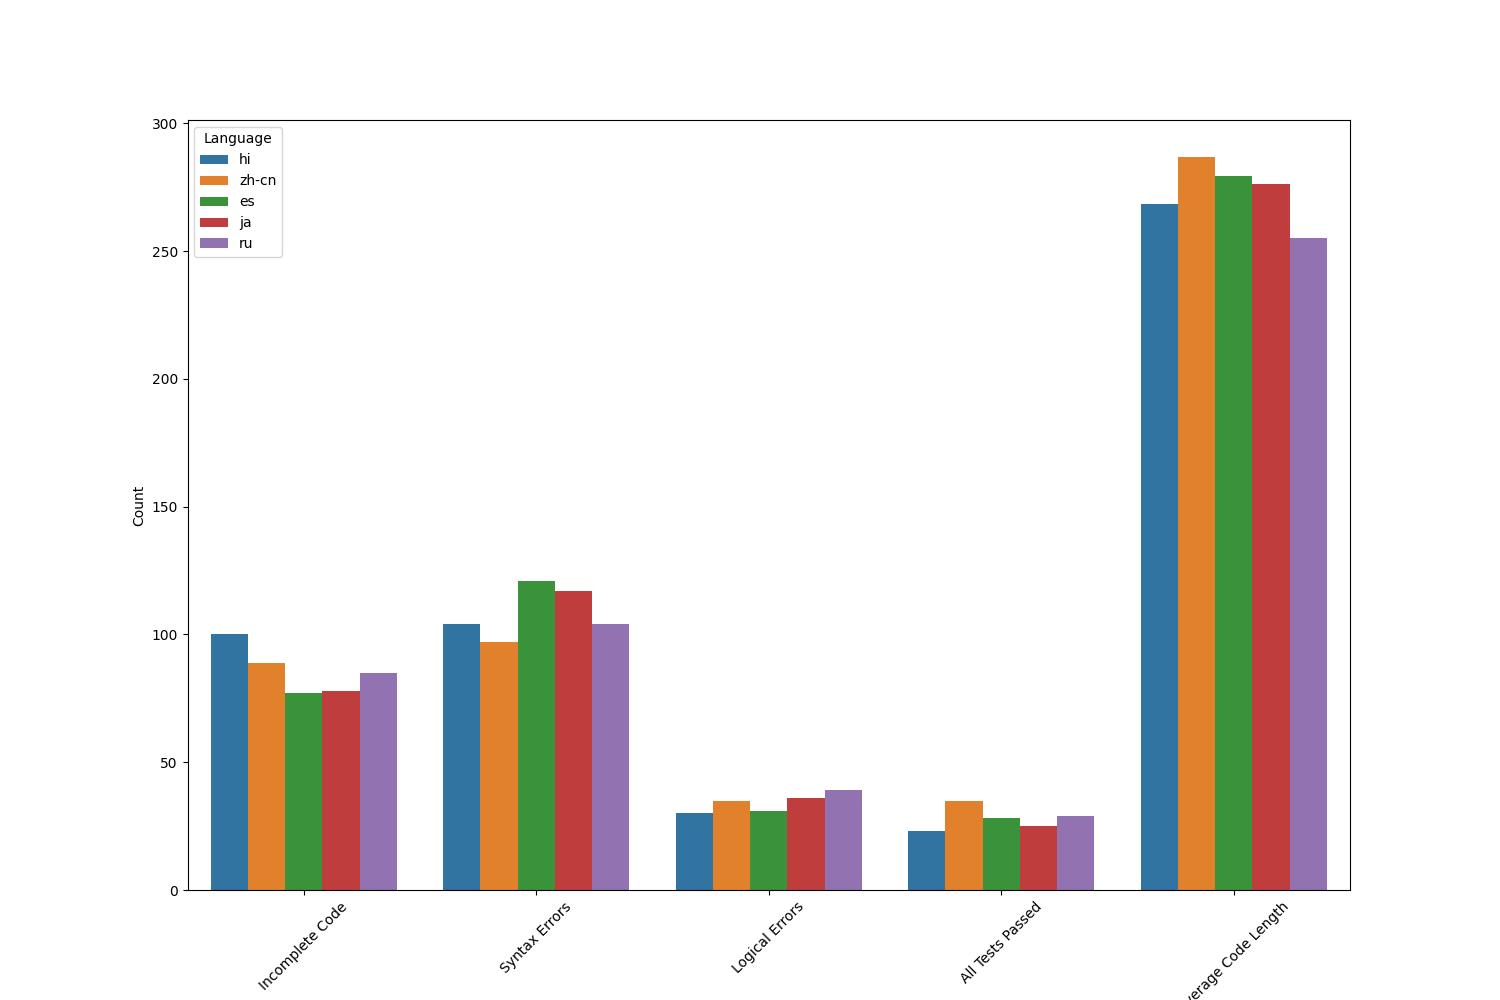 300
250
200
150
100
50
0
Count
Language
hi
zh-cn
es
ja
ru
Incomplete Code
Syntax Errors
Logical Errors
All Tests Passed
Code Length